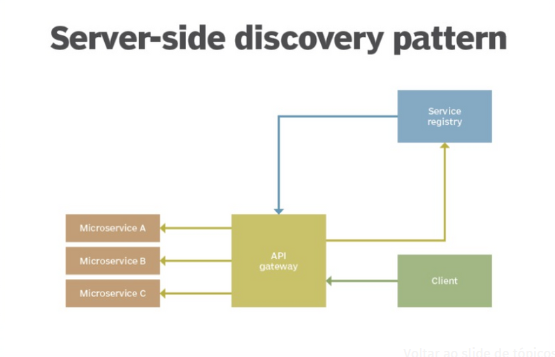 Server-side discovery pattern
Service
registry
Microservice A
Microservice B
Microservice C
API
gateway
Client
Voltar ao slide de tópicos